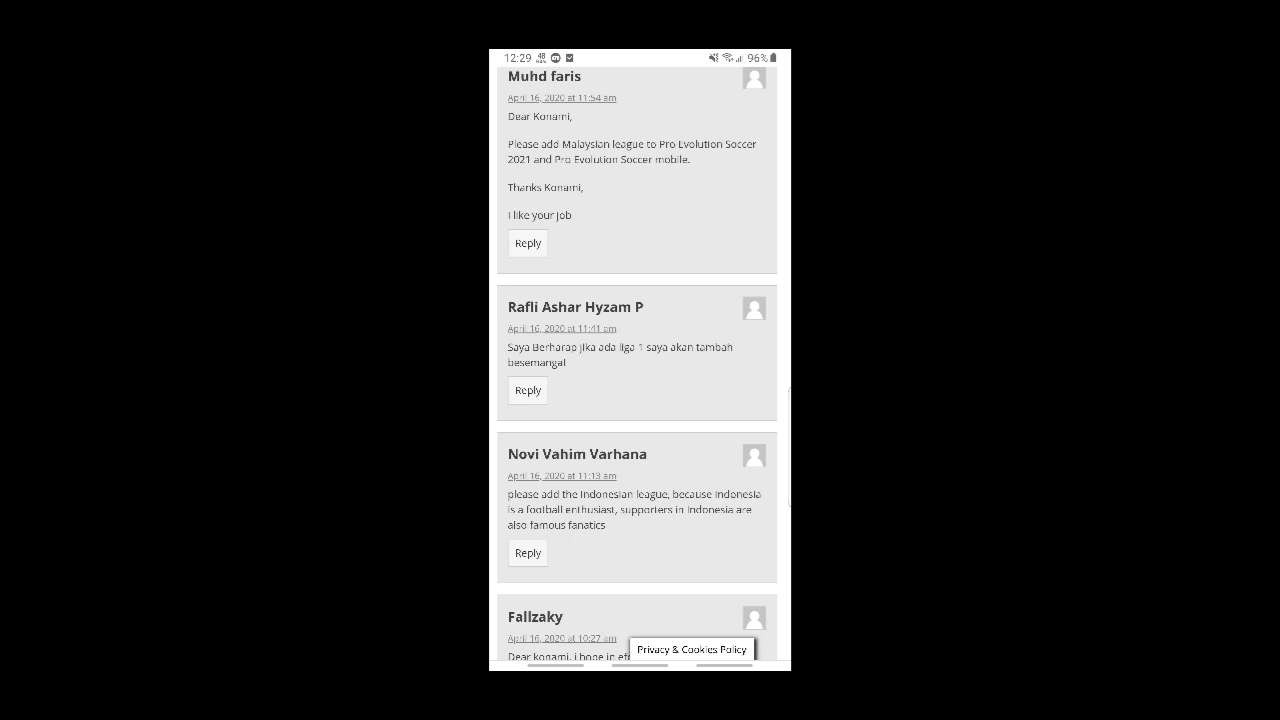 12:29 96%
Muhd faris
April 16, 2020 at 11:54 am
Dear Konami,
Please add Malaysian league to Pro Evolution Soccer
2021 and Pro Evolution Soccer mobile.
Thanks Konami,
I like your job
Reply
Rafli Ashar Hyzam P
April 16, 2020 at 11:41 am
Saya Berharap jika ada liga 1 saya akan tambah
besemangat
Reply
Novi Vahim Varhana
April 16, 2020 at 11:13 am
please add the Indonesian league, because Indonesia
is a football enthusiast, supporters in Indonesia are
also famous fanatics
Reply
Fallzaky
April 16, 2020 at 10:27 am
Dear konami, i hope in
Privacy & Cookies Policy